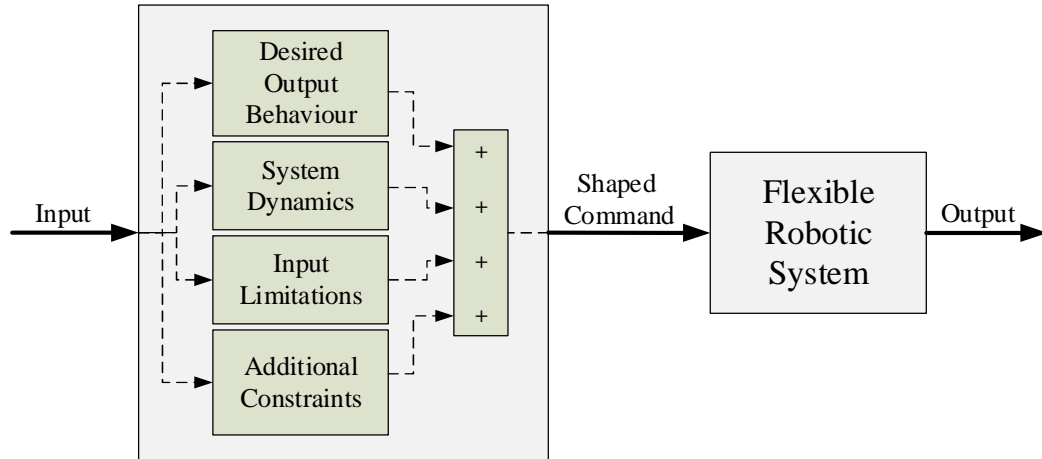 Input
Desired
Output
Behaviour
System
Dynamics
Input
Limitations
Additional
Constraints
+
+
+
+
Shaped
Command
Flexible
Robotic
System
Output